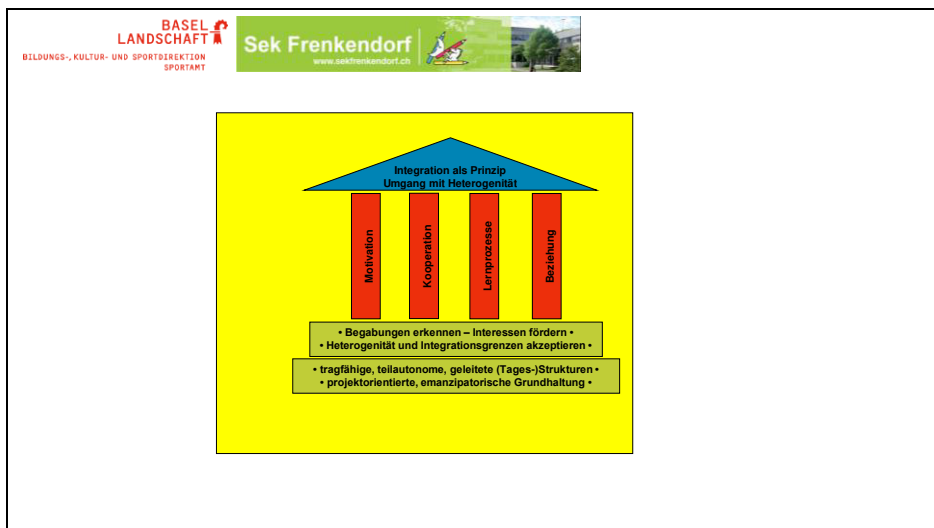 BASEL
LANDSCHAFT
BILDUNGS-, KULTUR- UND SPORTDIREKTION
SPORTAMT
Sek Frenkendorf
www.sekfrenkendorf.ch
Integration als Prinzip
Umgang mit Heterogenität
Motivation
Kooperation
Lernprozesse
Beziehung
• Begabungen erkennen – Interessen fördern •
• Heterogenität und Integrationsgrenzen akzeptieren •
• tragfähige, teilautonome, geleitete (Tages-)Strukturen •
• projektorientierte, emanzipatorische Grundhaltung •